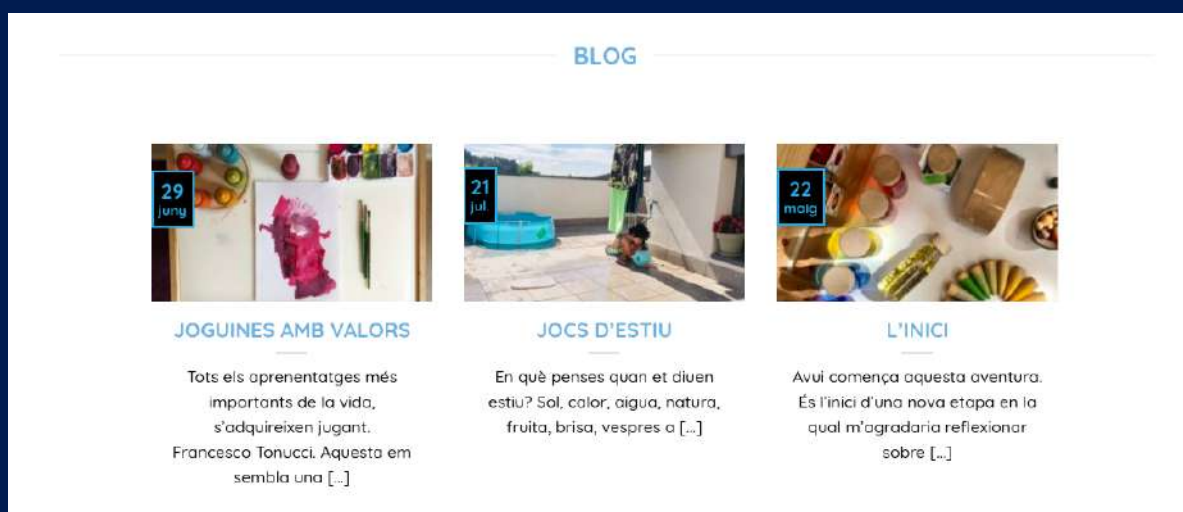 BLOG
29
juny
JOGUINES AMB VALORS
Tots els aprenentatges més
importants de la vida,
s'adquireixen jugant.
Francesco Tonucci. Aquesta em
sembla una [...]
21
jul.
JOCS D'ESTIU
En què penses quan et diuen
estiu? Sol, calor, aigua, natura,
fruita, brisa, vespres a [...]
22
maig
L'INICI
Avui comença aquesta aventura.
És l'inici d'una nova etapa en la
qual m'agradaria reflexionar
sobre [...]